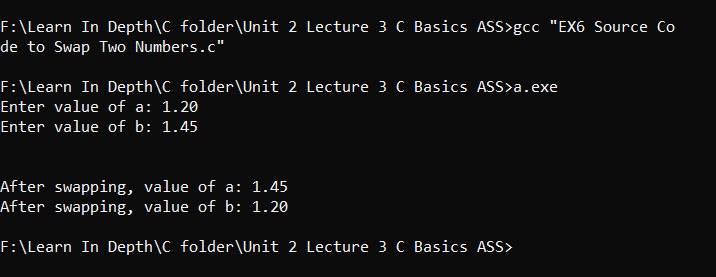 F:\Learn In Depth\C folder\Unit 2 Lecture 3 C Basics ASS>gcc "EX6 Source Co
de to Swap Two Numbers.c"
F:\Learn In Depth\C folder\Unit 2 Lecture 3 C Basics ASS>a.exe
Enter value of a: 1.20
Enter value of b: 1.45
After swapping, value of a: 1.45
After swapping, value of b: 1.20
F:\Learn In Depth\C folder\Unit 2 Lecture 3 C Basics ASS>